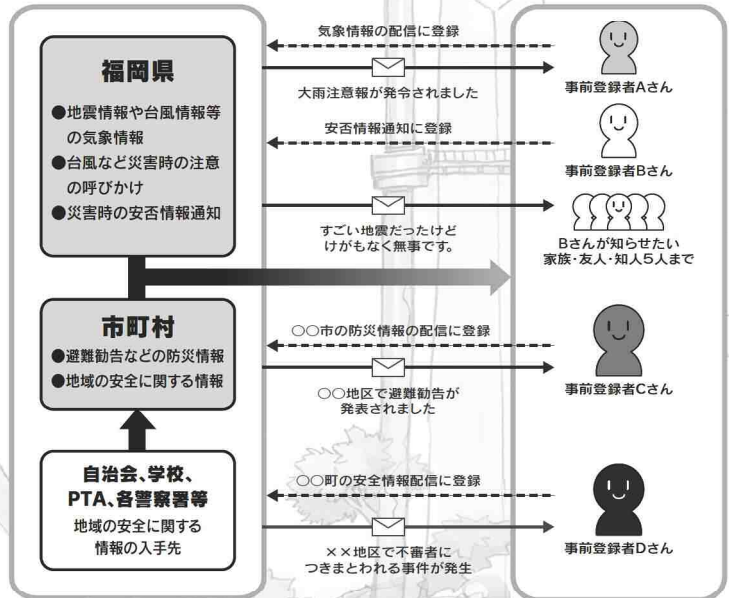 福岡県
●地震情報や台風情報等
の気象情報
●台風など災害時の注意
の呼びかけ
●災害時の安否情報通知
市町村
●避難勧告などの防災情報
●地域の安全に関する情報
自治会、学校、
PTA、各警察署等
地域の安全に関する
情報の入手先
気象情報の配信に登録
大雨注意報が発令されました
安否情報通知に登録
すごい地震だったけど
けがもなく無事です。
○○市の防災情報の配信に登録
○○地区で避難勧告が
発表されました
○○町の安全情報配信に登録
××地区で不審者に
つきまとわれる事件が発生
事前登録者Aさん
事前登録者Bさん
Bさんが知らせたい
家族・友人・知人5人まで
事前登録者Cさん
事前登録者Dさん